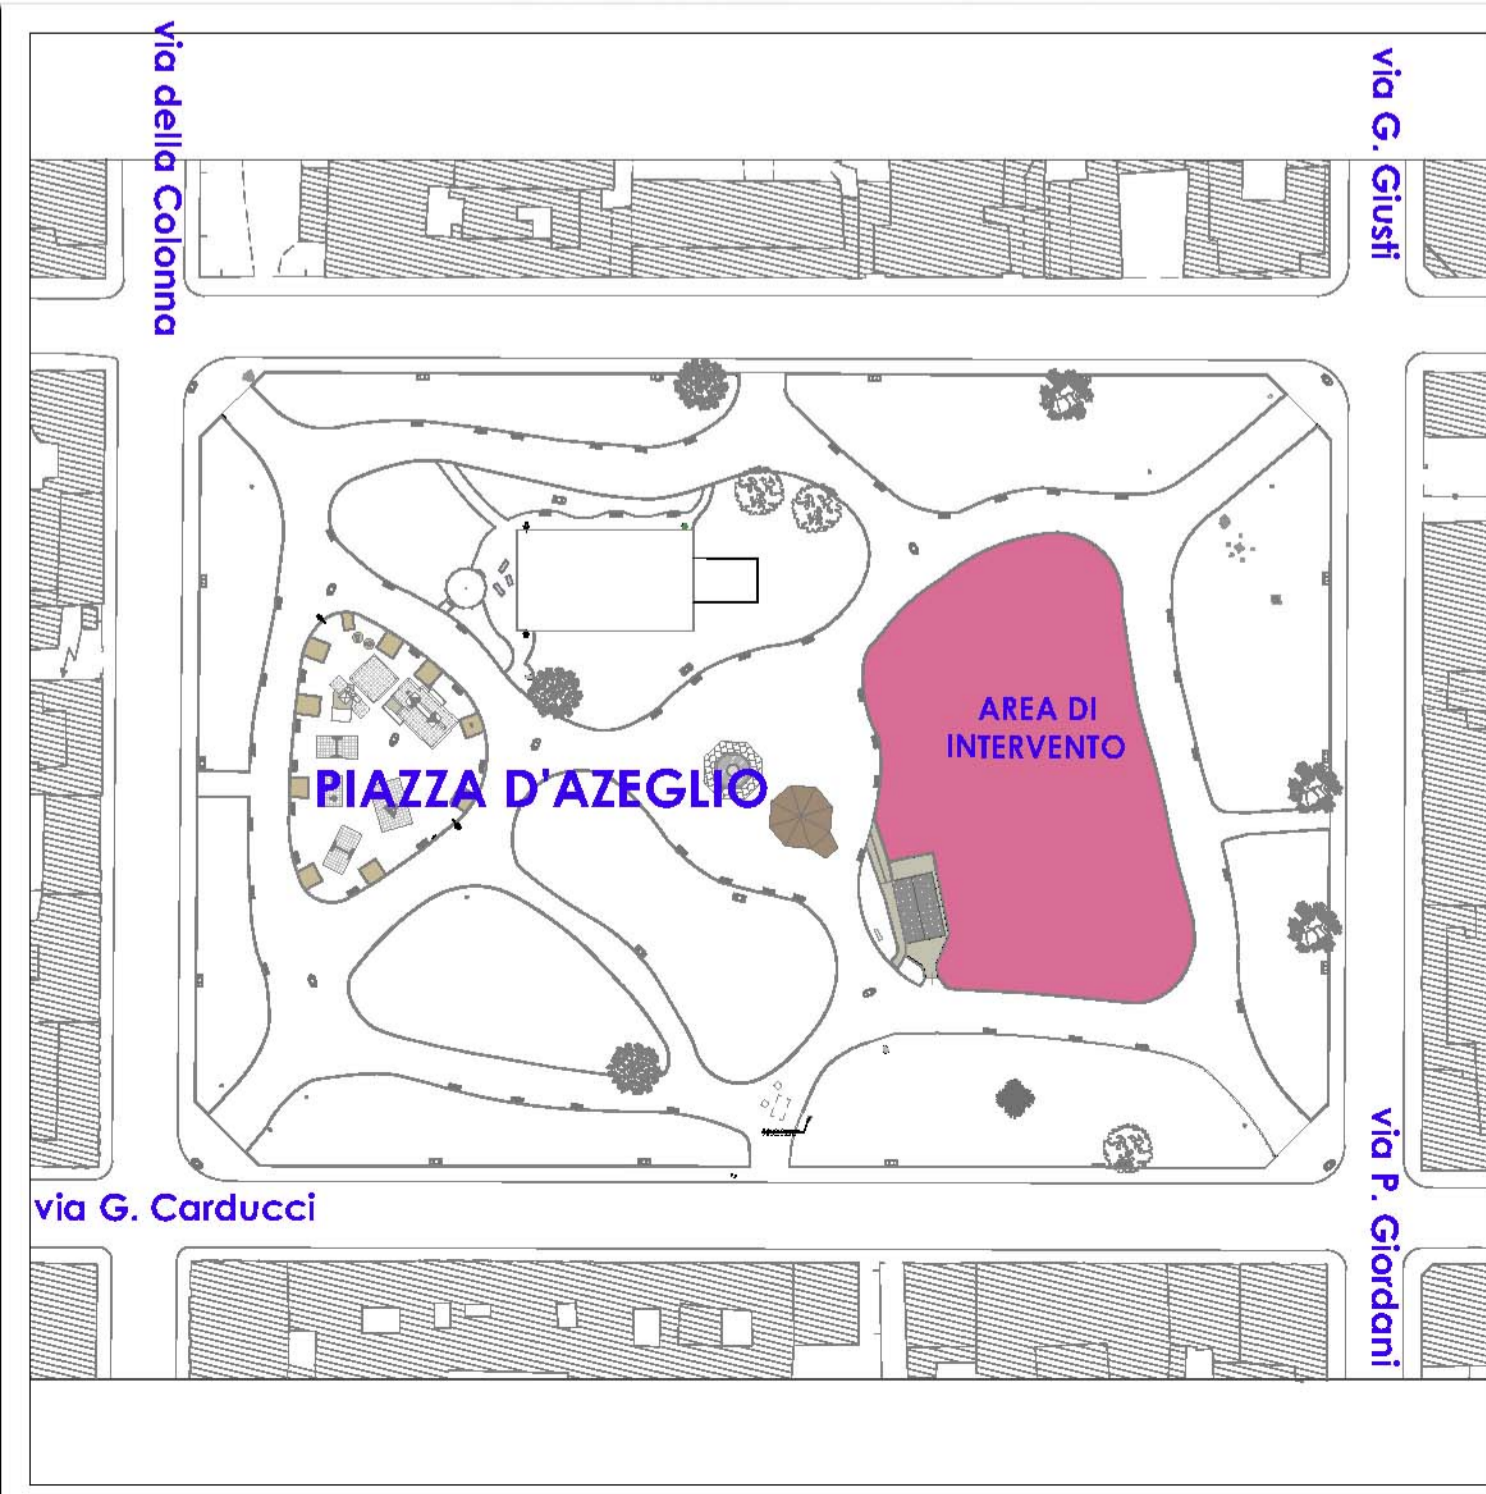 via della Colonna
via G. Giusti
AREA DI
INTERVENTO
PIAZZA D'AZEGLIO
via G. Carducci
via P. Giordani